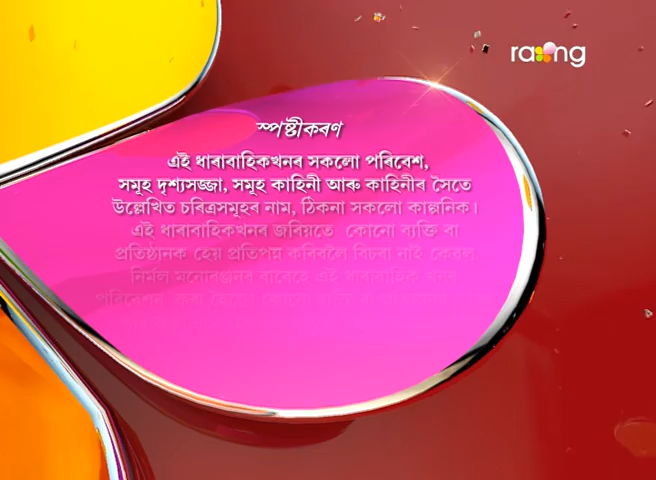 rang
স্পষ্টীকৰণ
এই ধাৰাবাহিকখনৰ সকলো পৰিবেশ,
সমূহ দৃশ্যসজ্জা, সমূহ কাহিনী আৰু কাহিনীৰ সৈতে
উল্লেখিত চৰিত্ৰসমূহৰ নাম, ঠিকনা সকলো কাল্পনিক।
এই ধাৰাবাহিকখনৰ জৰিয়তে কোনো ব্যক্তি বা
প্ৰতিষ্ঠানক হেয় প্ৰতিপন্ন কৰিবলৈ বিচৰা নাই কেৱল
নিৰ্মল মনোৰঞ্জনৰ বাবেহে এই ধাৰাবাহিক খনৰ